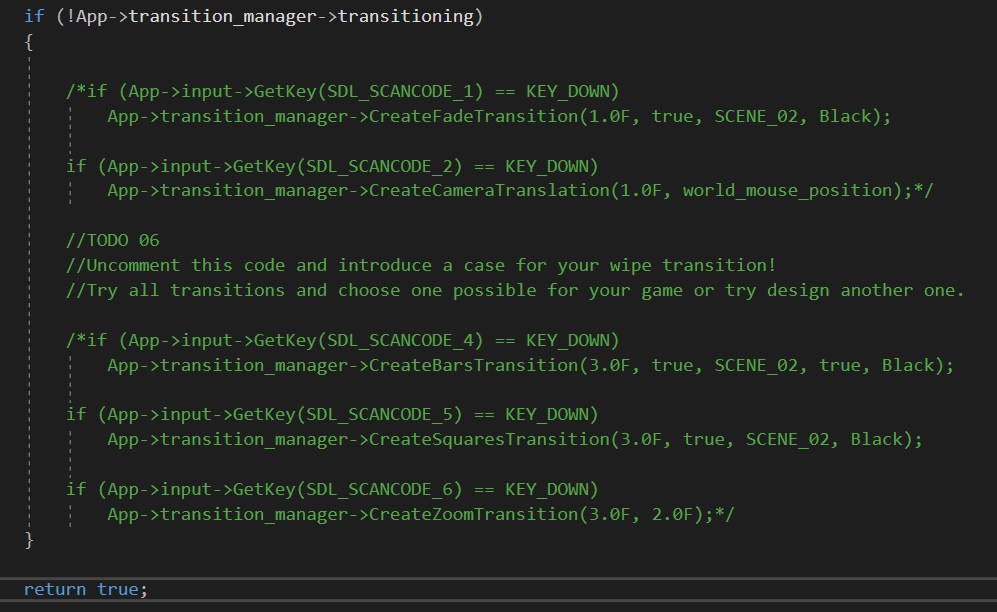 if (!App->transition_manager->transitioning)
{
/*if (App->input->GetKey(SDL_SCANCODE_1) == KEY_DOWN)
App->transition_manager->CreateFadeTransition(1.0F, true, SCENE_02, Black);
if (App->input->GetKey(SDL_SCANCODE_2) == KEY_DOWN)
App->transition_manager->CreateCameraTranslation(1.0F, world_mouse_position);*/
//TODO 06
//Uncomment this code and introduce a case for your wipe transition!
//Try all transitions and choose one possible for your game or try design another one.
/*if (App->input->GetKey(SDL_SCANCODE_4) == KEY_DOWN)
App->transition_manager->CreateBarsTransition(3.0F, true, SCENE_02, true, Black);
if (App->input->GetKey(SDL_SCANCODE_5) == KEY_DOWN)
App->transition_manager->CreateSquaresTransition(3.0F, true, SCENE_02, Black);
if (App->input->GetKey(SDL_SCANCODE_6) == KEY_DOWN)
App->transition_manager->CreateZoomTransition(3.0F, 2.0F);*/
}
return true;